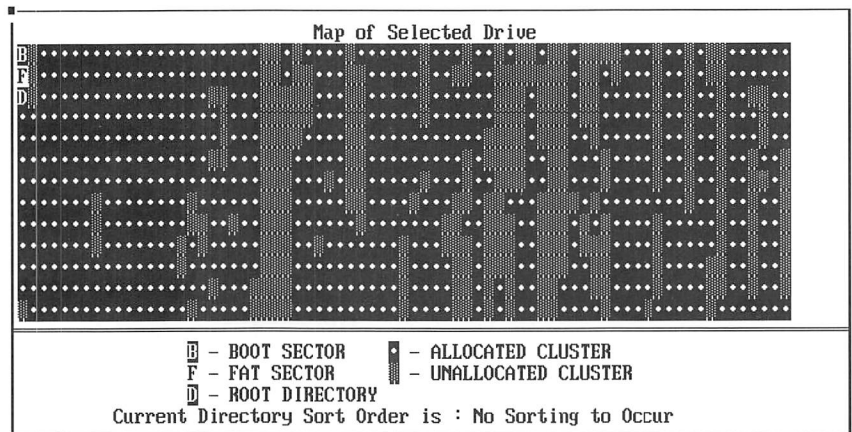 Map of Selected Drive
B
F
D
B - BOOT SECTOR • - ALLOCATED CLUSTER
F - FAT SECTOR ▒ - UNALLOCATED CLUSTER
D - ROOT DIRECTORY
Current Directory Sort Order is : No Sorting to Occur